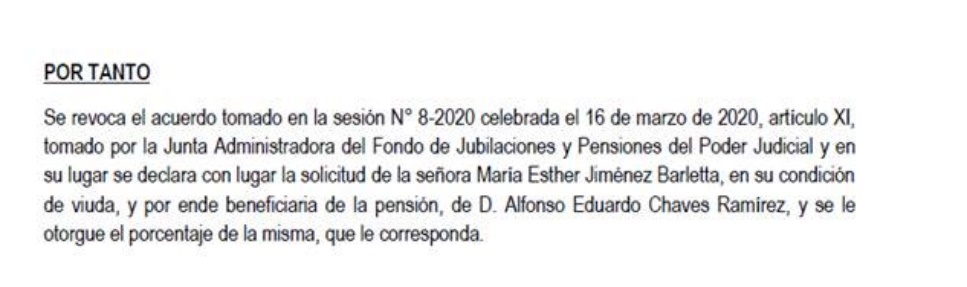 POR TANTO
Se revoca el acuerdo tomado en la sesión N° 8-2020 celebrada el 16 de marzo de 2020, artículo XI,
tomado por la Junta Administradora del Fondo de Jubilaciones y Pensiones del Poder Judicial y en
su lugar se declara con lugar la solicitud de la señora María Esther Jiménez Barletta, en su condición
de viuda, y por ende beneficiaria de la pensión, de D. Alfonso Eduardo Chaves Ramírez, y se le
otorgue el porcentaje de la misma, que le corresponda.